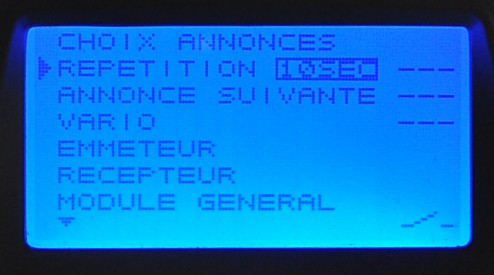 CHOIX ANNONCES
REPETITION 10SEC ---
ANNONCE SUIVANTE ---
VARIO ---
EMMETEUR
RECEPTEUR
MODULE GENERAL